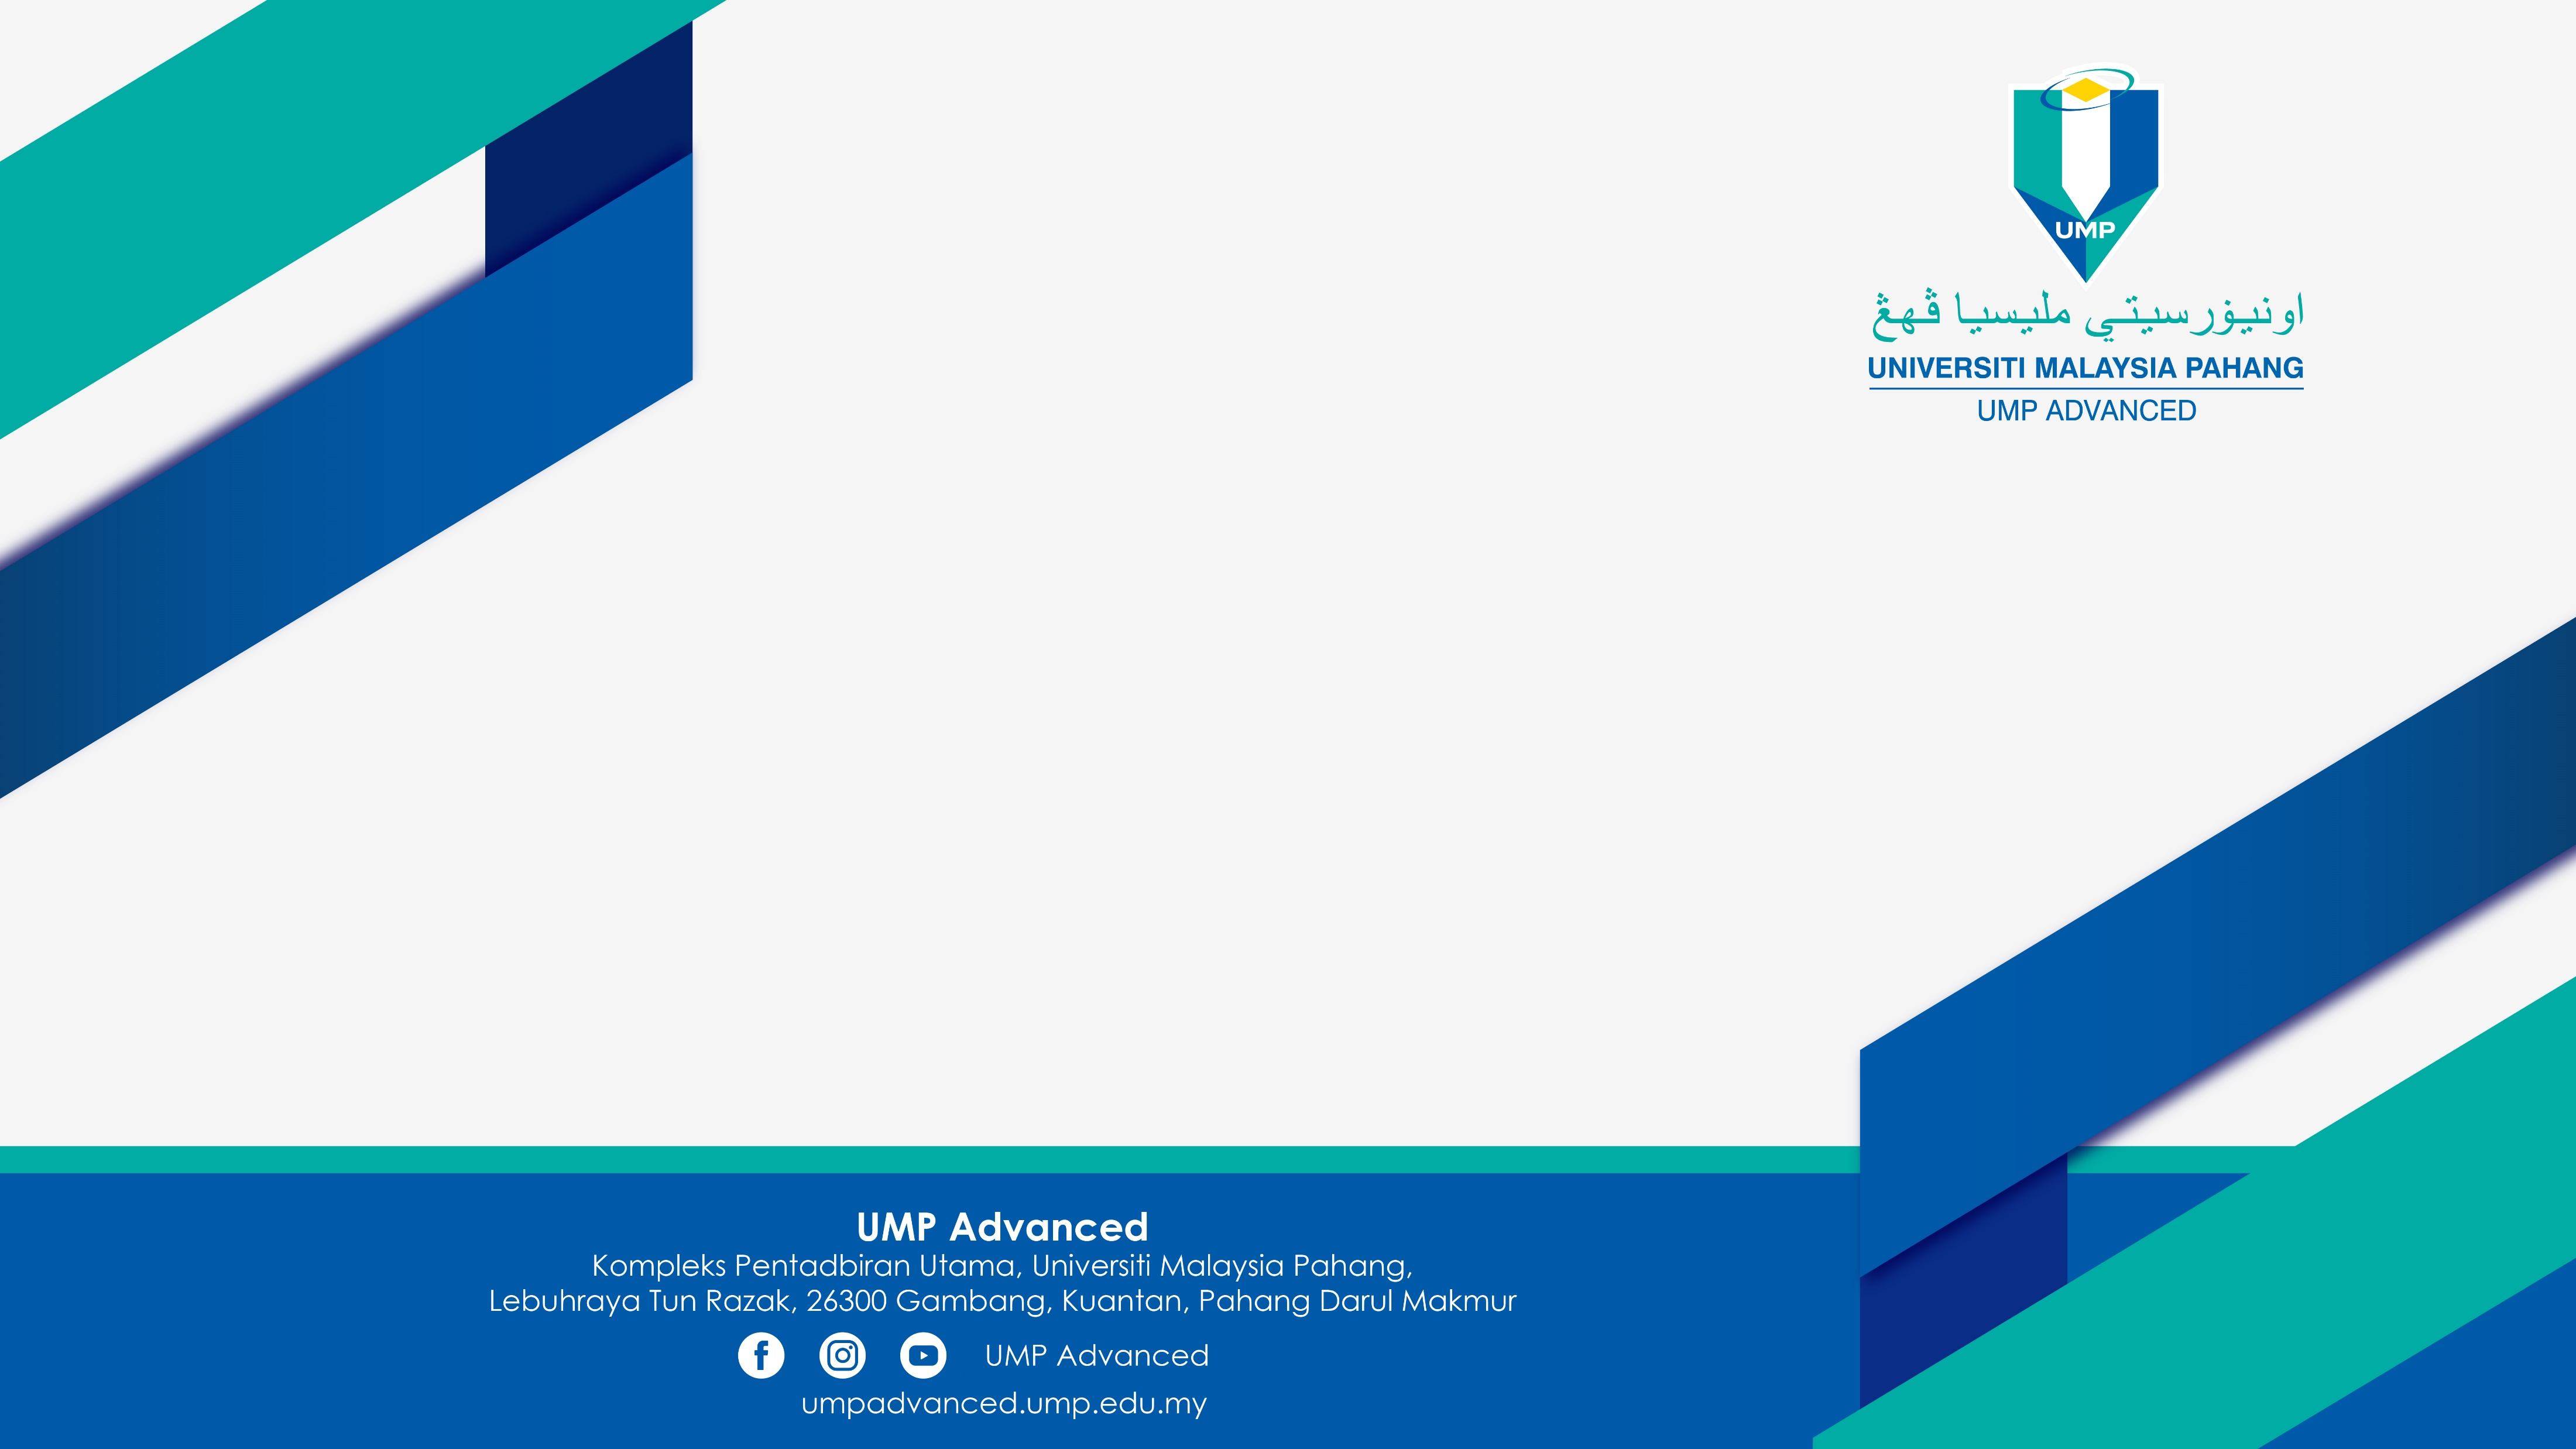 UMP
اونيۏرسيتي مليسيا ڤهڠ
UNIVERSITI MALAYSIA PAHANG
UMP ADVANCED
UMP Advanced
Kompleks Pentadbiran Utama, Universiti Malaysia Pahang,
Lebuhraya Tun Razak, 26300 Gambang, Kuantan, Pahang Darul Makmur
UMP Advanced
umpadvanced.ump.edu.my